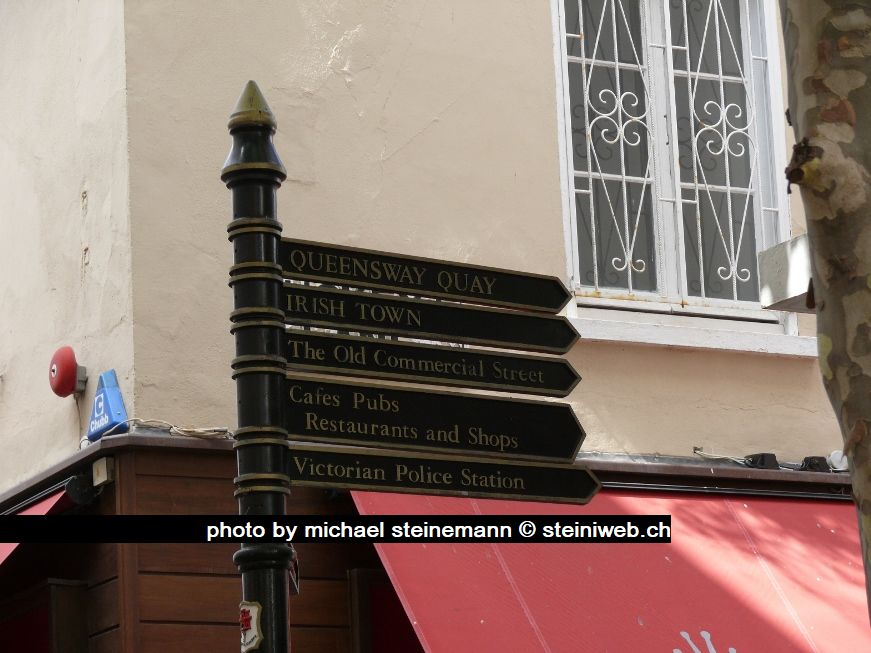 QUEENSWAY QUAY
IRISH TOWN
The Old Commercial Street
Cafes Pubs
Restaurants and Shops
Victorian Police Station
C
Chubb
photo by michael steinemann © steiniweb.ch